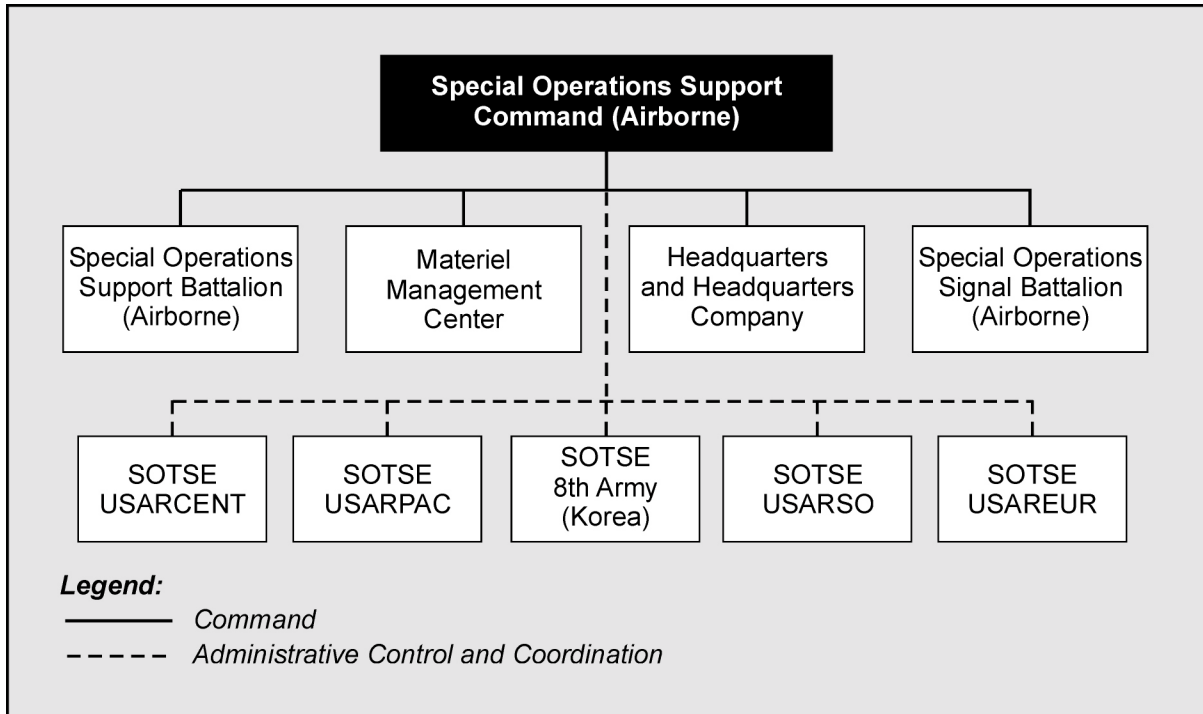 Special Operations Support
Command (Airborne)
Special Operations
Support Battalion
(Airborne)
Materiel
Management
Center
Headquarters
and Headquarters
Company
Special Operations
Signal Battalion
(Airborne)
SOTSE
USARCENT
SOTSE
USARPAC
SOTSE
8th Army
(Korea)
SOTSE
USARSO
SOTSE
USAREUR
Legend:
Command
Administrative Control and Coordination